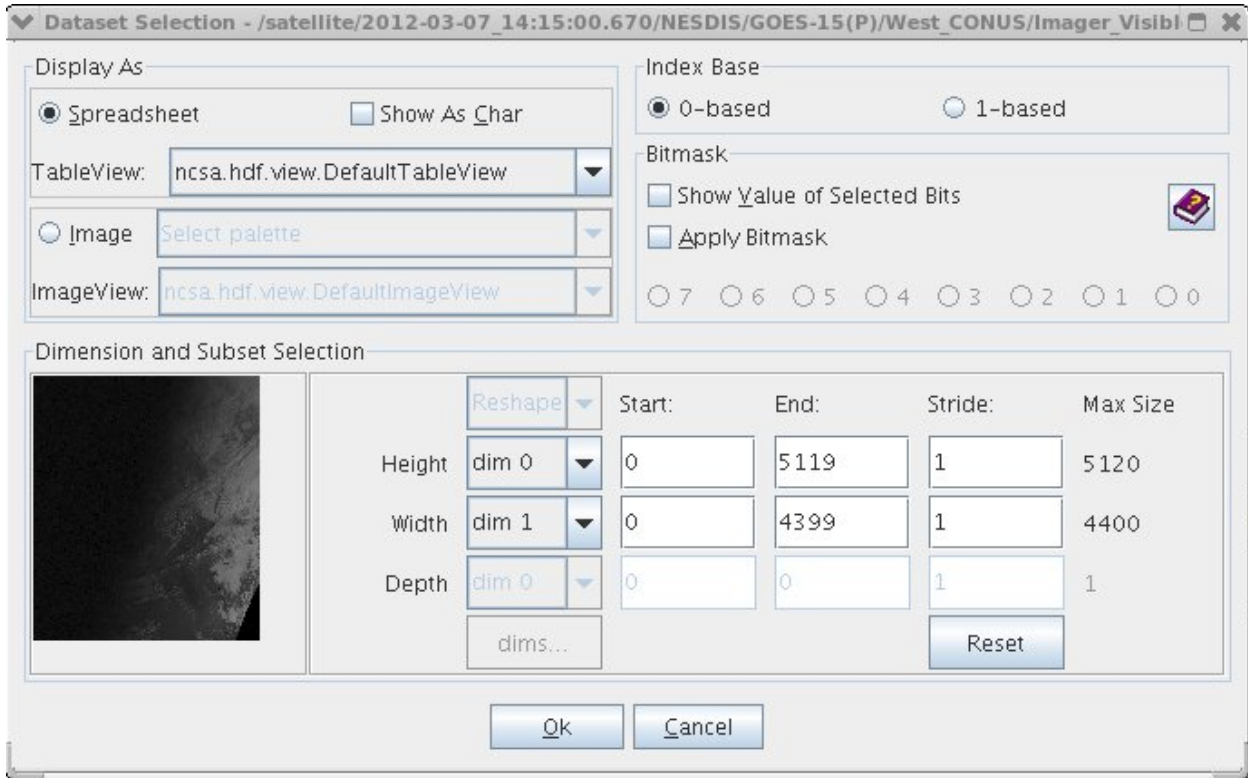 Dataset Selection - /satellite/2012-03-07_14:15:00.670/NESDIS/GOES-15(P)/West_CONUS/Imager_Visibl
Display As
Spreadsheet Show As Char
TableView: ncsa.hdf.view.DefaultTableView
Image Select palette
ImageView: ncsa.hdf.view.DefaultImageView
Index Base
0-based 1-based
Bitmask
Show Value of Selected Bits
Apply Bitmask
7 6 5 4 3 2 1 0
Dimension and Subset Selection
Reshape Start: End: Stride: Max Size
Height dim 0 0 5119 1 5120
Width dim 1 0 4399 1 4400
Depth dim 0 0 0 1 1
dims... Reset
Ok Cancel